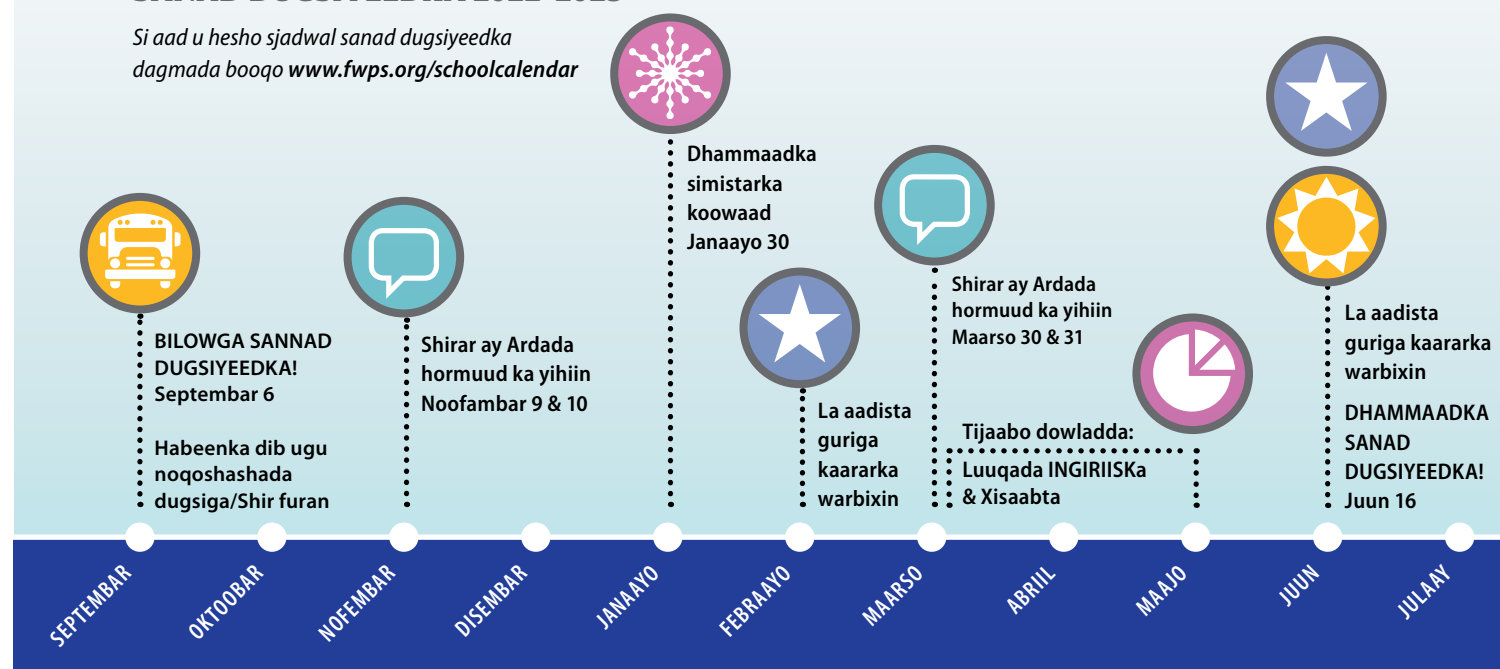 Si aad u hesho sjadwal sanad dugsiyeedka
dagmada booqo www.fwps.org/schoolcalendar
BILOWGA SANNAD
DUGSIYEEDKA!
Septembar 6
Habeenka dib ugu
noqoshashada
dugsiga/Shir furan
Shirar ay Ardada
hormuud ka yihiin
Noofambar 9 & 10
Dhammaadka
simistarka
koowaad
Janaayo 30
La aadista
guriga
kaararka
warbixin
Shirar ay Ardada
hormuud ka yihiin
Maarso 30 & 31
Tijaabo dowladda:
Luuqada INGIRIISKa
& Xisaabta
La aadista
guriga kaararka
warbixin
DHAMMAADKA
SANAD
DUGSIYEEDKA!
Juun 16
SEPTEMBAR
OKTOOBAR
NOFEMBAR
DISEMBAR
JANAAYO
FEBRAAYO
MAARSO
ABRIIL
MAAJO
JUUN
JULAAY